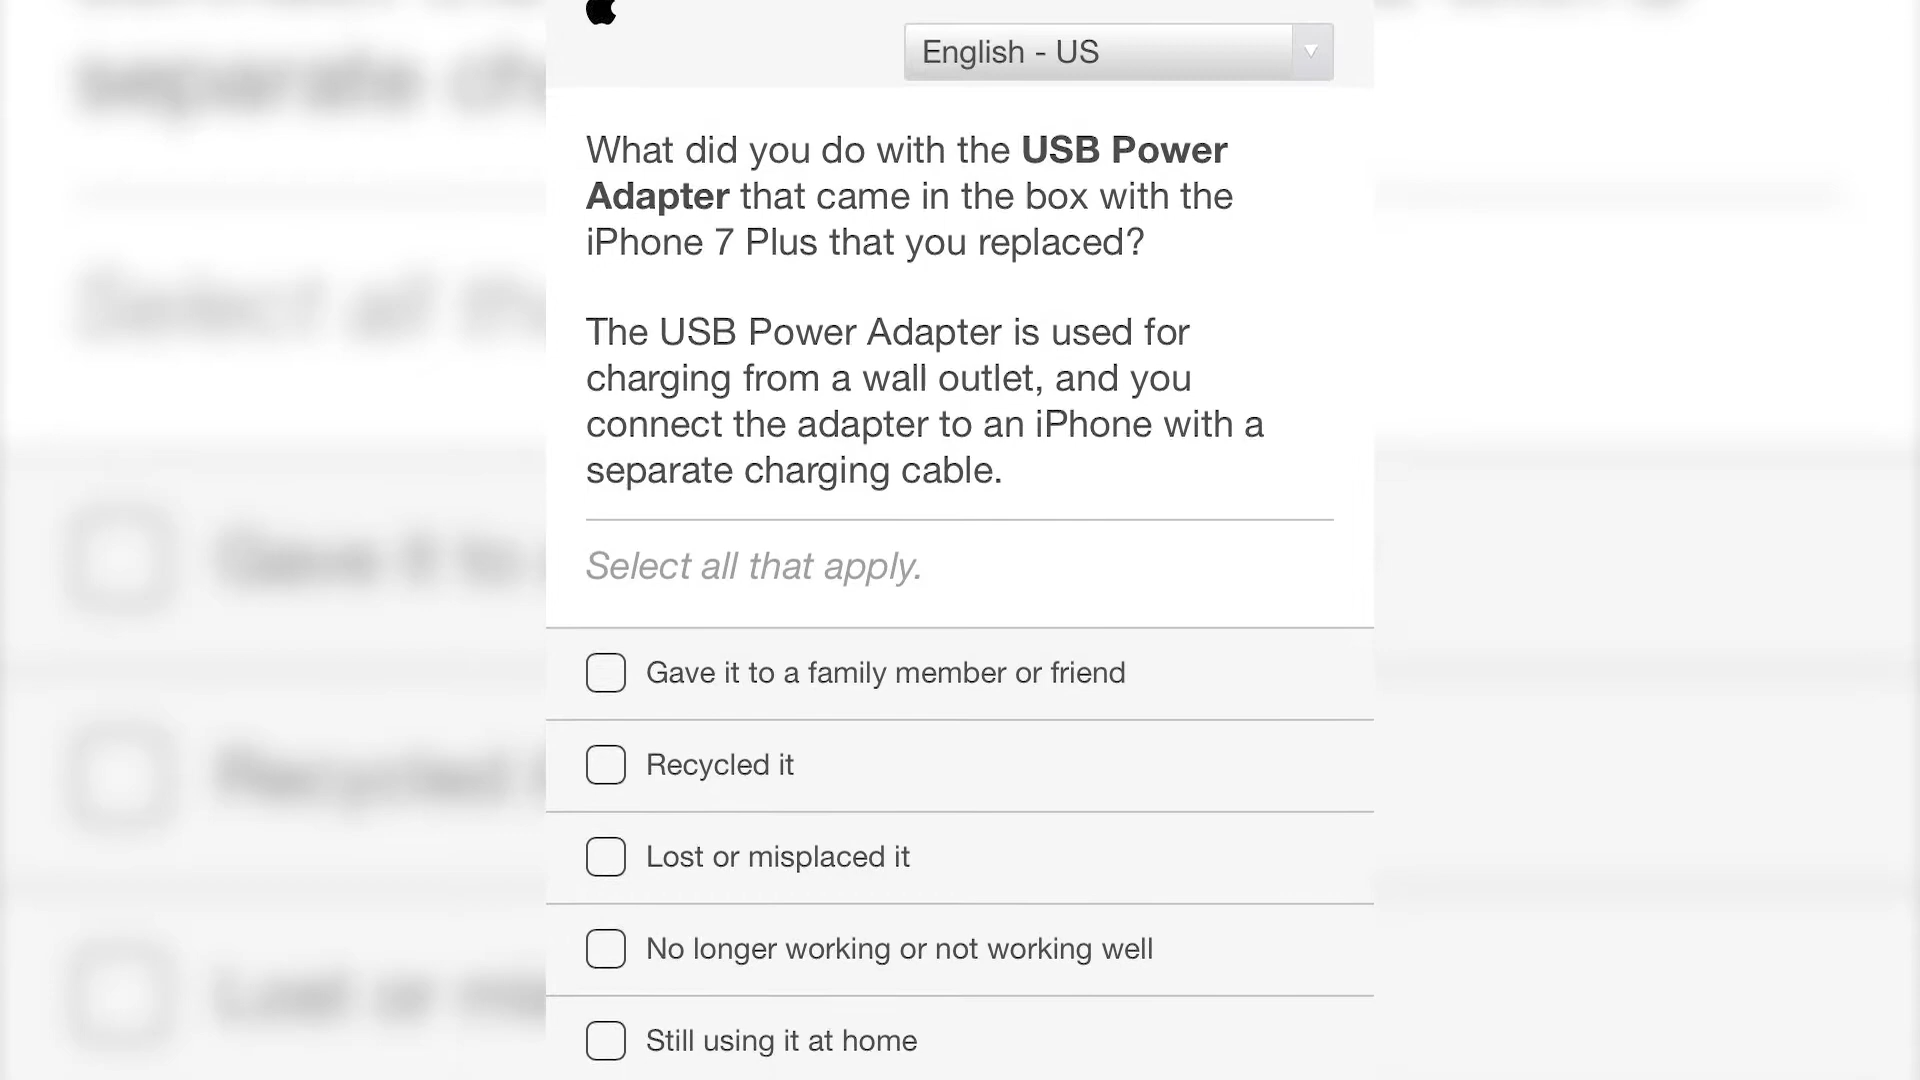 English - US
What did you do with the USB Power
Adapter that came in the box with the
iPhone 7 Plus that you replaced?
The USB Power Adapter is used for
charging from a wall outlet, and you
connect the adapter to an iPhone with a
separate charging cable.
Select all that apply.
Gave it to a family member or friend
Recycled it
Lost or misplaced it
No longer working or not working well
Still using it at home